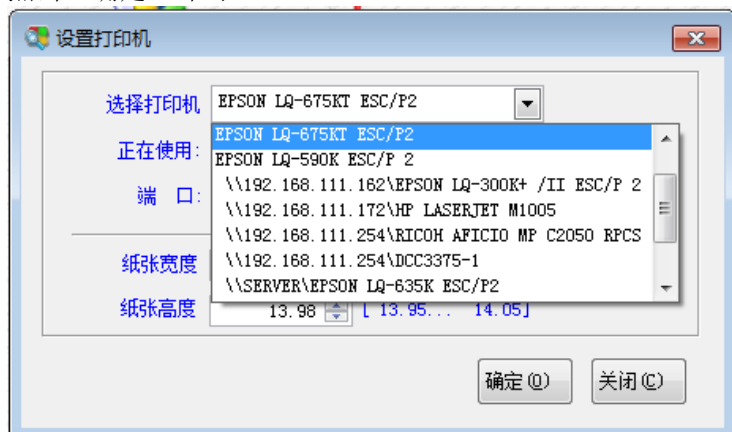 设置打印机
选择打印机 EPSON LQ-675KT ESC/P2
EPSON LQ-675KT ESC/P2
正在使用:
EPSON LQ-590K ESC/P 2
\\192.168.111.162\EPSON LQ-300K+ /II ESC/P 2
端 口:
\\192.168.111.172\HP LASERJET M1005
\\192.168.111.254\RICOH AFICIO MP C2050 RPCS
纸张宽度
\\192.168.111.254\DCC3375-1
\\SERVER\EPSON LQ-635K ESC/P2
纸张高度 13.98 [ 13.95... 14.05]
确定(O) 关闭(C)